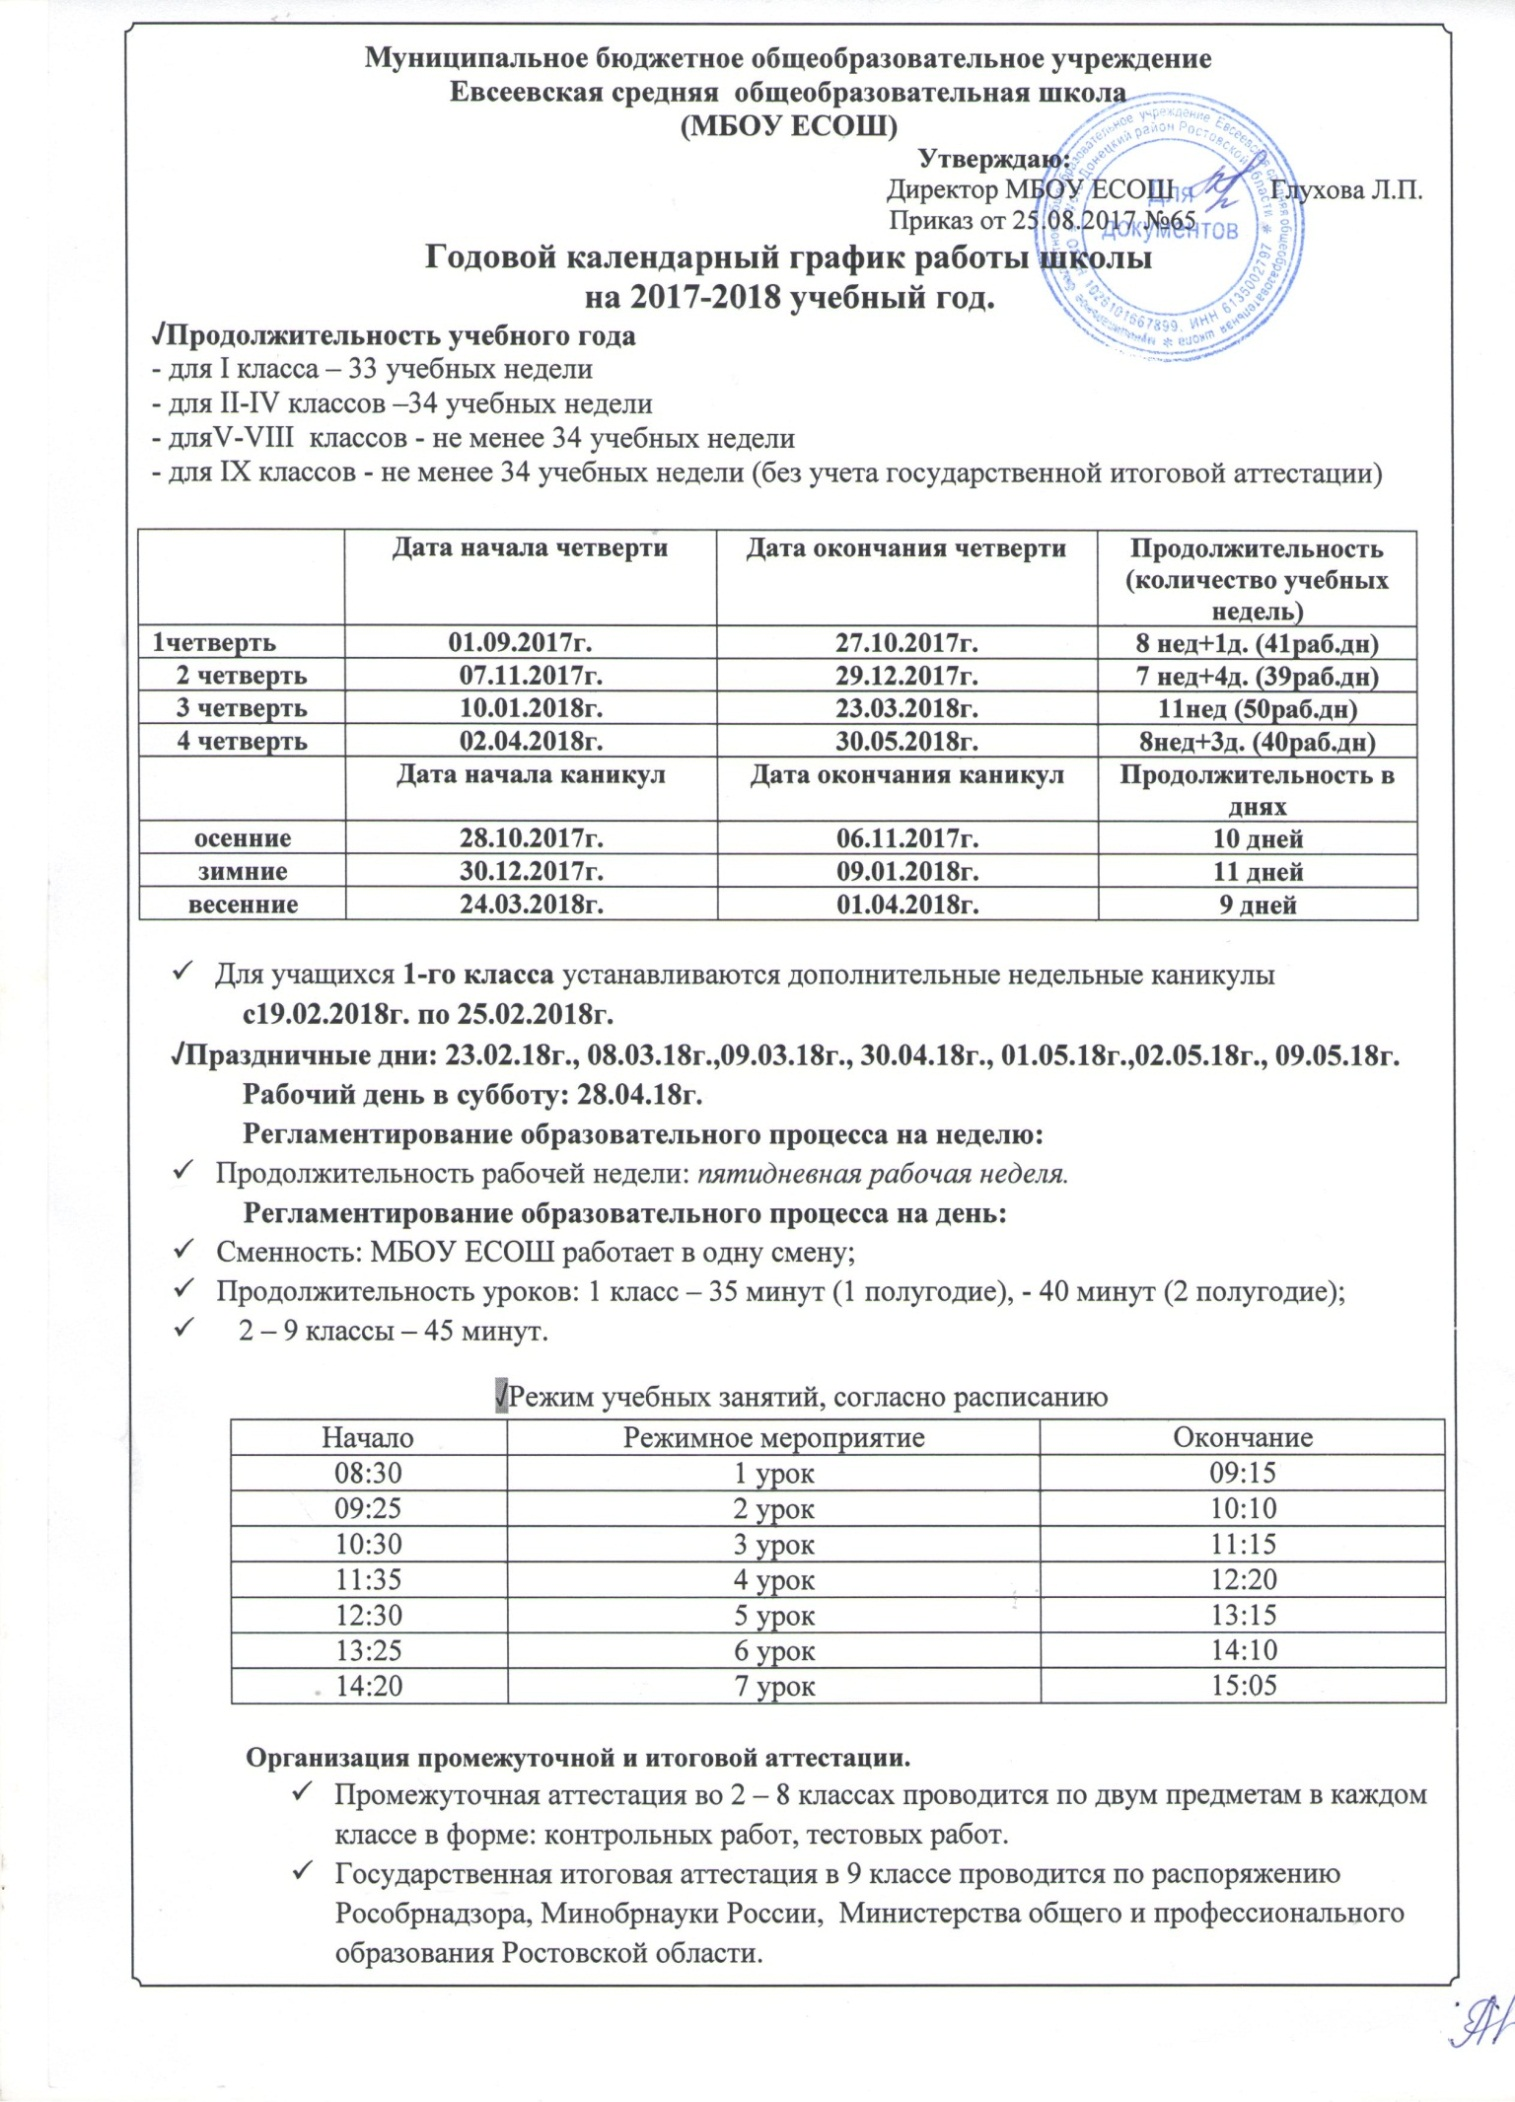 Муниципальное бюджетное общеобразовательное учреждение
Евсеевская средняя общеобразовательная школа
(МБОУ ЕСОШ)
Утверждаю:
Директор МБОУ ЕСОШ Глухова Л.П.
Приказ от 25.08.2017 №65
Для
документов
Годовой календарный график работы школы
на 2017-2018 учебный год.
√Продолжительность учебного года
- для I класса – 33 учебных недели
- для II-IV классов –34 учебных недели
- дляV-VIII классов - не менее 34 учебных недели
- для IX классов - не менее 34 учебных недели (без учета государственной итоговой аттестации)
Дата начала четверти Дата окончания четверти Продолжительность
(количество учебных
недель)
1четверть 01.09.2017г. 27.10.2017г. 8 нед+1д. (41раб.дн)
2 четверть 07.11.2017г. 29.12.2017г. 7 нед+4д. (39раб.дн)
3 четверть 10.01.2018г. 23.03.2018г. 11нед (50раб.дн)
4 четверть 02.04.2018г. 30.05.2018г. 8нед+3д. (40раб.дн)
Дата начала каникул Дата окончания каникул Продолжительность в
днях
осенние 28.10.2017г. 06.11.2017г. 10 дней
зимние 30.12.2017г. 09.01.2018г. 11 дней
весенние 24.03.2018г. 01.04.2018г. 9 дней
✓ Для учащихся 1-го класса устанавливаются дополнительные недельные каникулы
с19.02.2018г. по 25.02.2018г.
√Праздничные дни: 23.02.18г., 08.03.18г.,09.03.18г., 30.04.18г., 01.05.18г.,02.05.18г., 09.05.18г.
Рабочий день в субботу: 28.04.18г.
Регламентирование образовательного процесса на неделю:
✓ Продолжительность рабочей недели: пятидневная рабочая неделя.
Регламентирование образовательного процесса на день:
✓ Сменность: МБОУ ЕСОШ работает в одну смену;
✓ Продолжительность уроков: 1 класс – 35 минут (1 полугодие), - 40 минут (2 полугодие);
✓ 2 – 9 классы – 45 минут.
√Режим учебных занятий, согласно расписанию
Начало Режимное мероприятие Окончание
08:30 1 урок 09:15
09:25 2 урок 10:10
10:30 3 урок 11:15
11:35 4 урок 12:20
12:30 5 урок 13:15
13:25 6 урок 14:10
14:20 7 урок 15:05
Организация промежуточной и итоговой аттестации.
✓ Промежуточная аттестация во 2 – 8 классах проводится по двум предметам в каждом
классе в форме: контрольных работ, тестовых работ.
✓ Государственная итоговая аттестация в 9 классе проводится по распоряжению
Рособрнадзора, Минобрнауки России, Министерства общего и профессионального
образования Ростовской области.